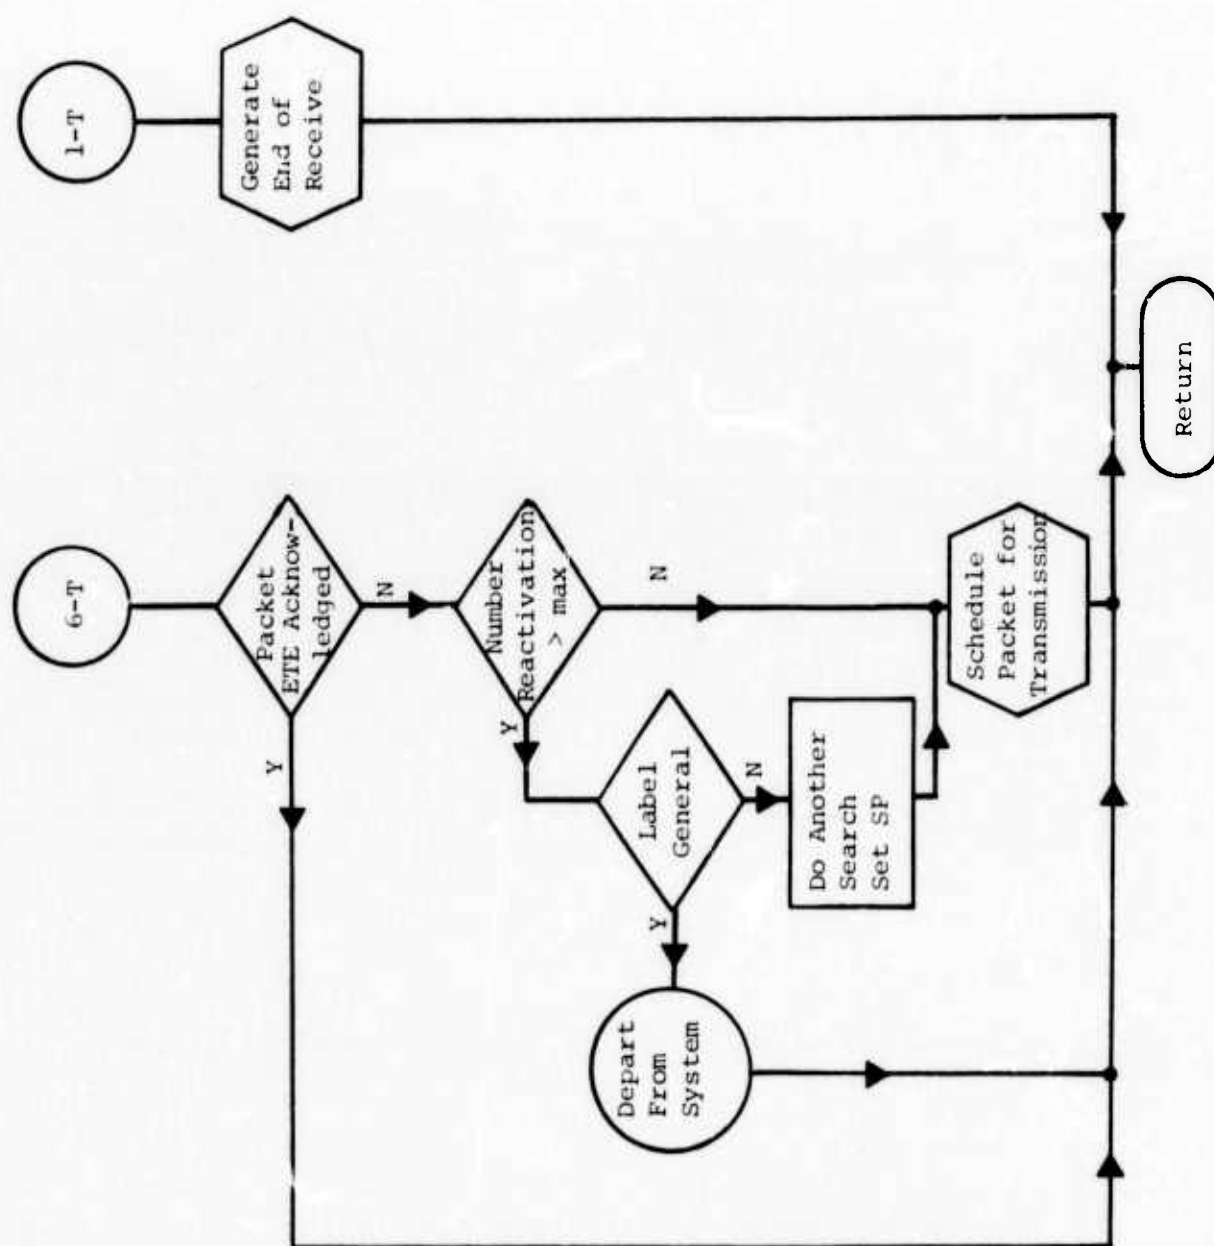 6-T
Packet
ETE Acknow-
ledged
Y
N
Number
Reactivation
> max
Y
N
Label
General
Y
N
Depart
From
System
Do Another
Search
Set SP
Schedule
Packet for
Transmission
1-T
Generate
End of
Receive
Return